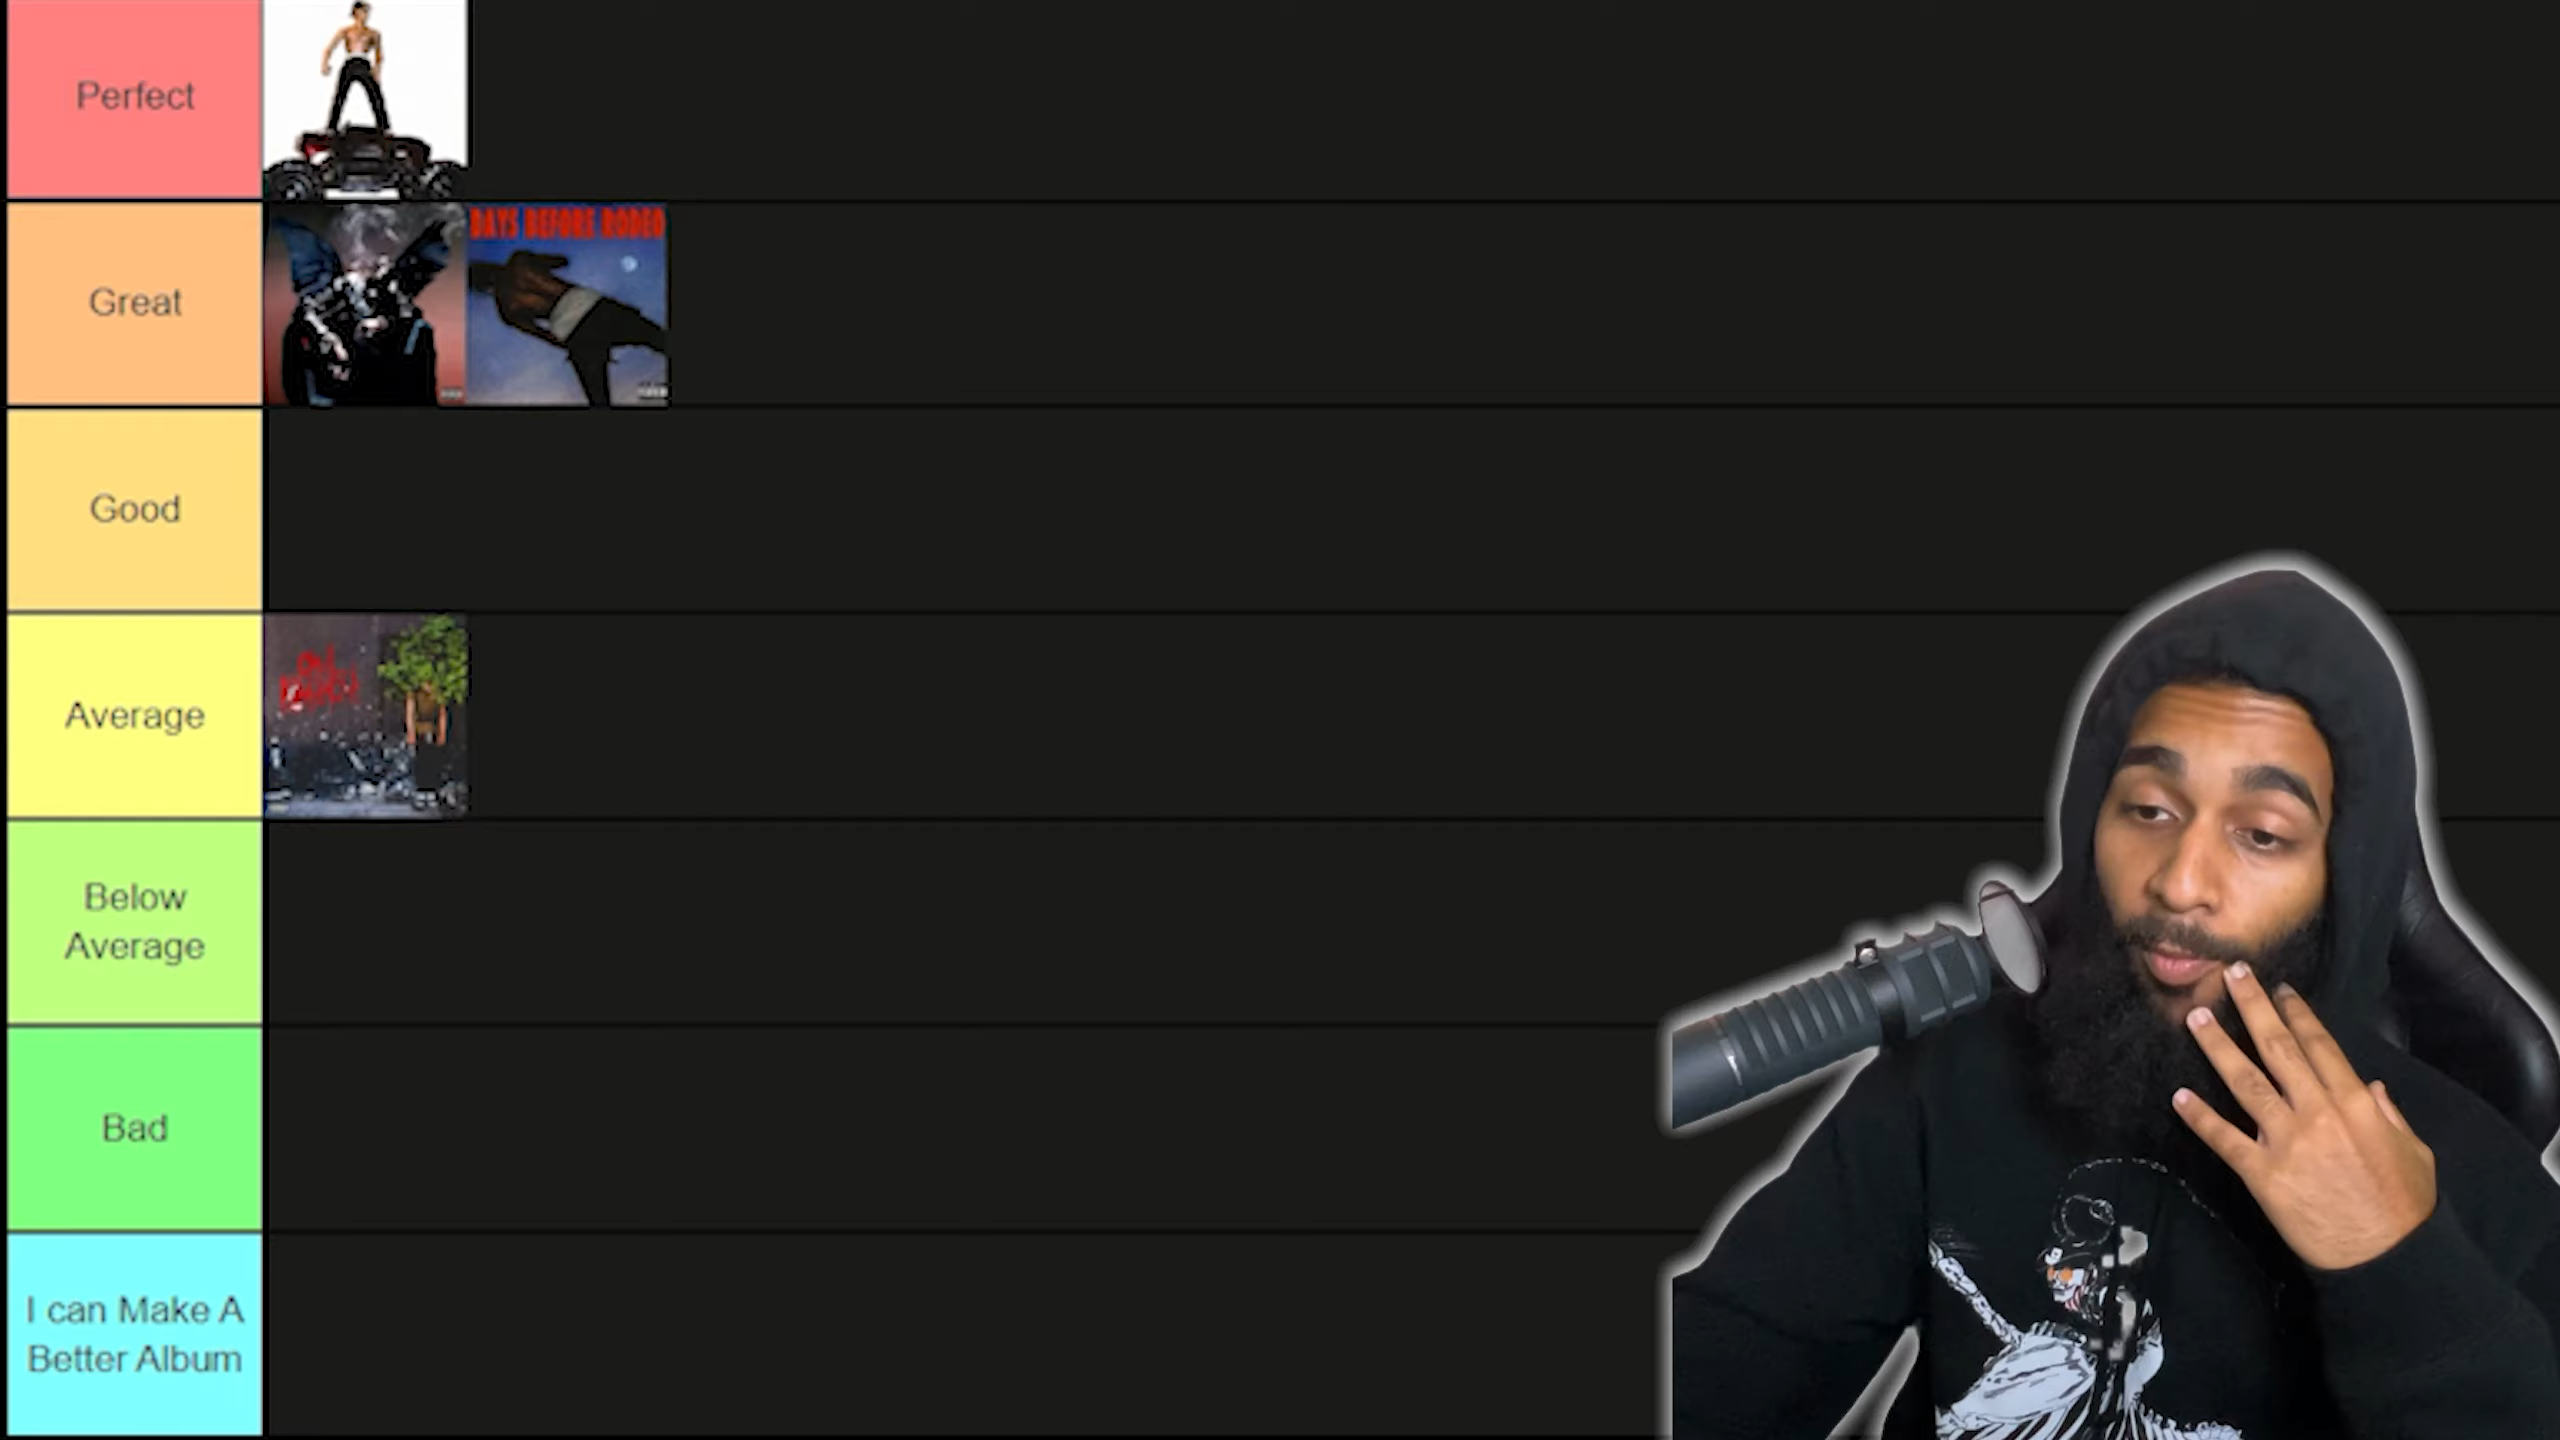 Perfect
Great
DAYS BEFORE RODEO
Good
Average
Below
Average
Bad
I can Make A
Better Album